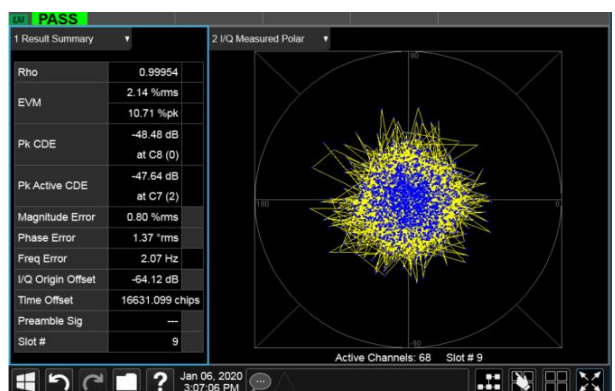 PASS
1 Result Summary
2 I/Q Measured Polar
Rho 0.99954
EVM 2.14 %rms
10.71 %pk
Pk CDE -48.48 dB
at C8 (0)
Pk Active CDE -47.64 dB
at C7 (2)
Magnitude Error 0.80 %rms
Phase Error 1.37 °rms
Freq Error 2.07 Hz
I/Q Origin Offset -64.12 dB
Time Offset 16631.099 chips
Preamble Sig ---
Slot # 9
90
180
0
-90
Active Channels: 68 Slot # 9
?
Jan 06, 2020
3:07:06 PM